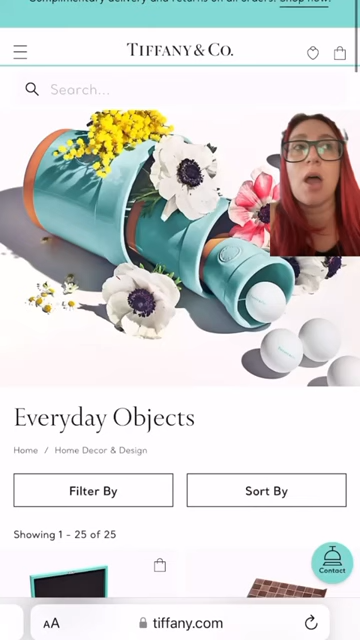 Complimentary delivery and returns on all orders. Shop now.
TIFFANY & CO.
Search...
Everyday Objects
Home / Home Decor & Design
Filter By
Sort By
Showing 1 - 25 of 25
Contact
AA
tiffany.com